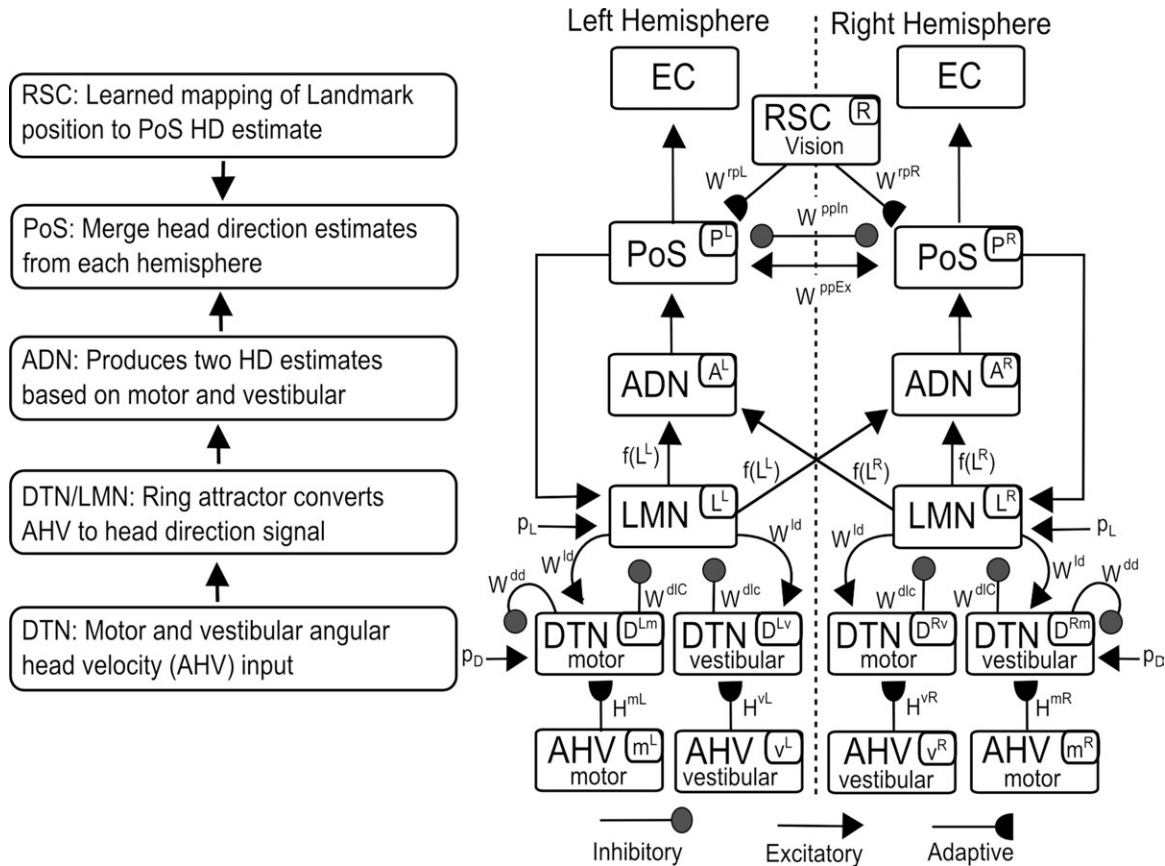 RSC: Learned mapping of Landmark
position to PoS HD estimate
PoS: Merge head direction estimates
from each hemisphere
ADN: Produces two HD estimates
based on motor and vestibular
DTN/LMN: Ring attractor converts
AHV to head direction signal
DTN: Motor and vestibular angular
head velocity (AHV) input
Left Hemisphere
Right Hemisphere
EC
EC
RSC R
Vision
W^rpL
W^rpR
W^ppIn
PoS P^L
PoS P^R
W^ppEx
ADN A^L
ADN A^R
f(L^L)
f(L^L)
f(L^R)
f(L^R)
LMN L^L
LMN L^R
p_L
p_L
W^ld
W^ld
W^ld
W^ld
W^dd
W^dlC
W^dlc
W^dlc
W^dlC
W^dd
DTN D^Lm
motor
DTN D^Lv
vestibular
DTN D^Rv
motor
DTN D^Rm
vestibular
p_D
p_D
H^mL
H^vL
H^vR
H^mR
AHV m^L
motor
AHV v^L
vestibular
AHV v^R
vestibular
AHV m^R
motor
Inhibitory
Excitatory
Adaptive